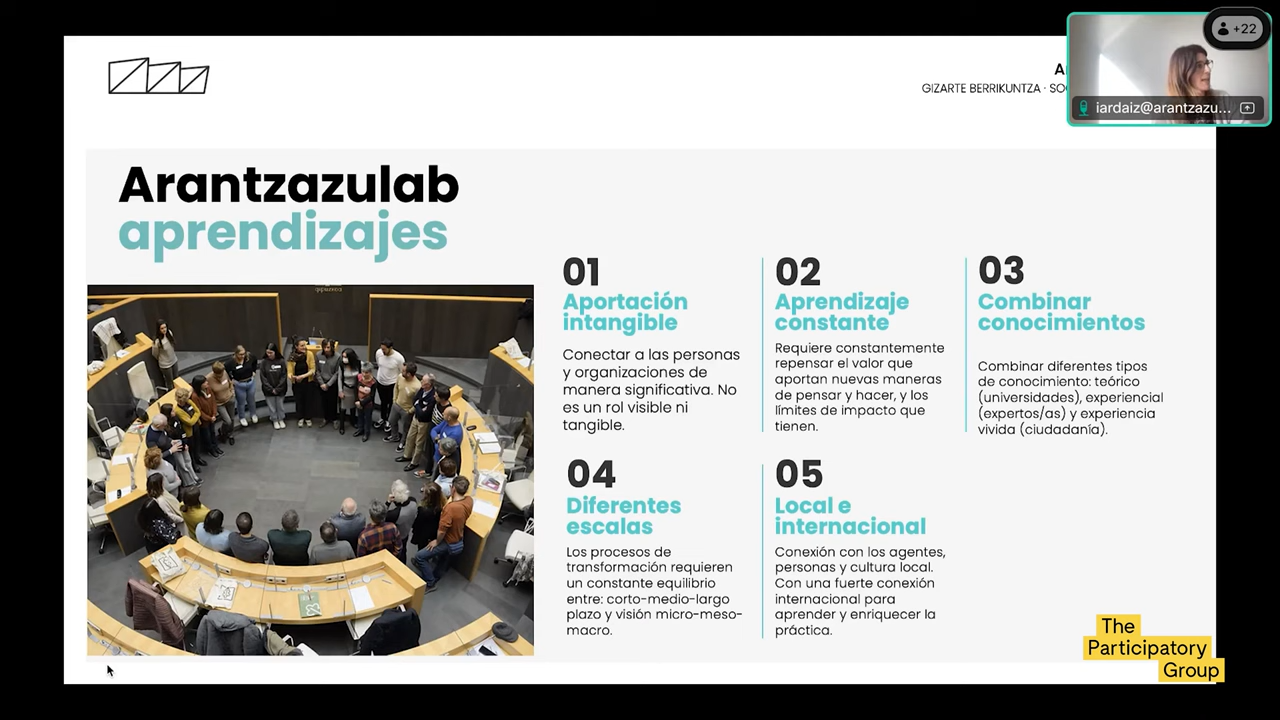 +22
iardaiz@arantzazu...
GIZARTE BERRIKUNTZA
Arantzazulab
aprendizajes
01
Aportación
intangible
Conectar a las personas
y organizaciones de
manera significativa. No
es un rol visible ni
tangible.
02
Aprendizaje
constante
Requiere constantemente
repensar el valor que
aportan nuevas maneras
de pensar y hacer, y los
límites de impacto que
tienen.
03
Combinar
conocimientos
Combinar diferentes tipos
de conocimiento: teórico
(universidades), experiencial
(expertos/as) y experiencia
vivida (ciudadanía).
04
Diferentes
escalas
Los procesos de
transformación requieren
un constante equilibrio
entre: corto-medio-largo
plazo y visión micro-meso-
macro.
05
Local e
internacional
Conexión con los agentes,
personas y cultura local.
Con una fuerte conexión
internacional para
aprender y enriquecer la
práctica.
The
Participatory
Group